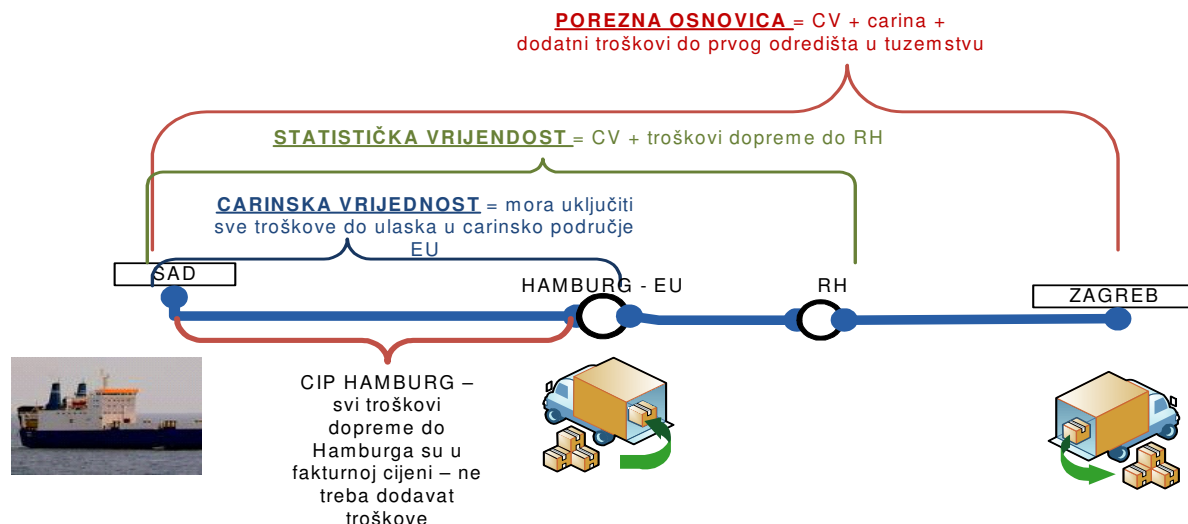 POREZNA OSNOVICA = CV + carina +
dodatni troškovi do prvog odredišta u tuzemstvu
STATISTIČKA VRIJENDOST = CV + troškovi dopreme do RH
CARINSKA VRIJEDNOST = mora uključiti
sve troškove do ulaska u carinsko područje
EU
SAD
HAMBURG - EU
RH
ZAGREB
CIP HAMBURG –
svi troškovi
dopreme do
Hamburga su u
fakturnoj cijeni – ne
treba dodavat
troškove